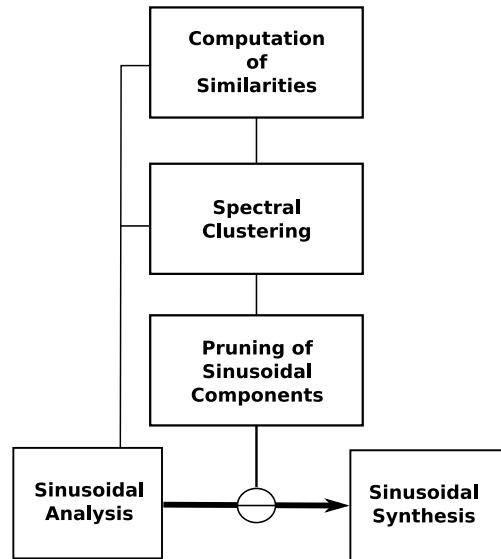 Computation
of
Similarities
Spectral
Clustering
Pruning of
Sinusoidal
Components
Sinusoidal
Analysis
Sinusoidal
Synthesis